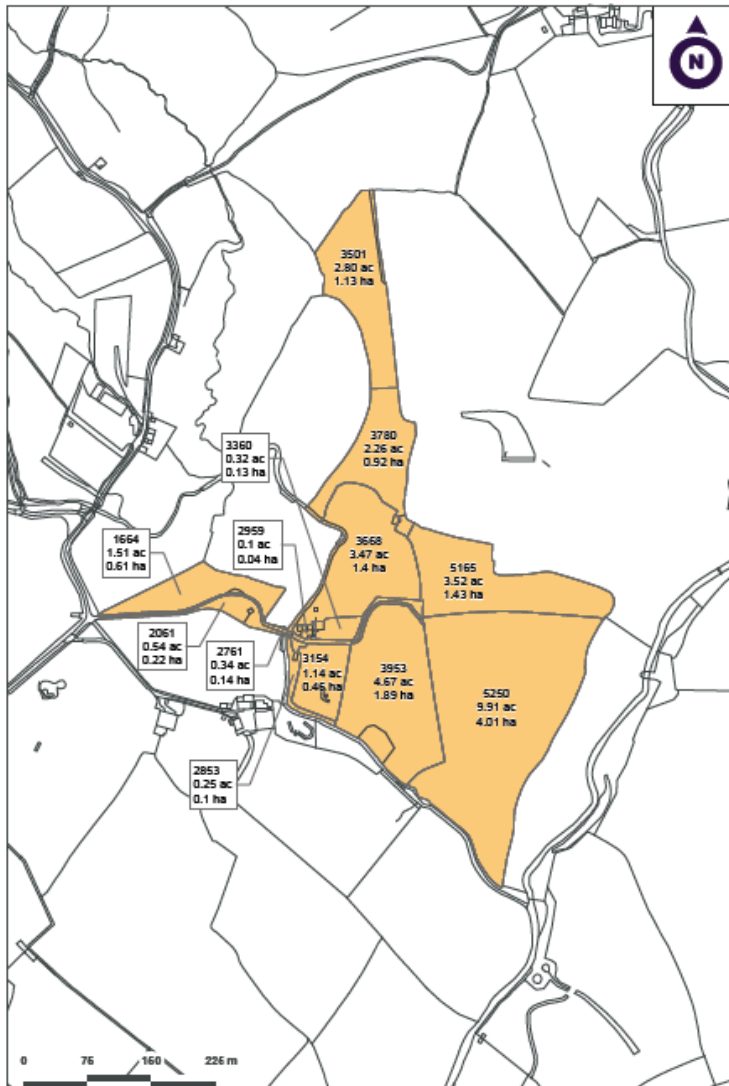 N
3501
2.80 ac
1.13 ha
3780
2.26 ac
0.92 ha
3360
0.32 ac
0.13 ha
2959
0.1 ac
0.04 ha
3668
3.47 ac
1.4 ha
1664
1.51 ac
0.61 ha
5165
3.52 ac
1.43 ha
2061
0.54 ac
0.22 ha
2761
0.34 ac
0.14 ha
3154
1.14 ac
0.46 ha
3953
4.67 ac
1.89 ha
5250
9.91 ac
4.01 ha
2853
0.25 ac
0.1 ha
0 75 150 225 m